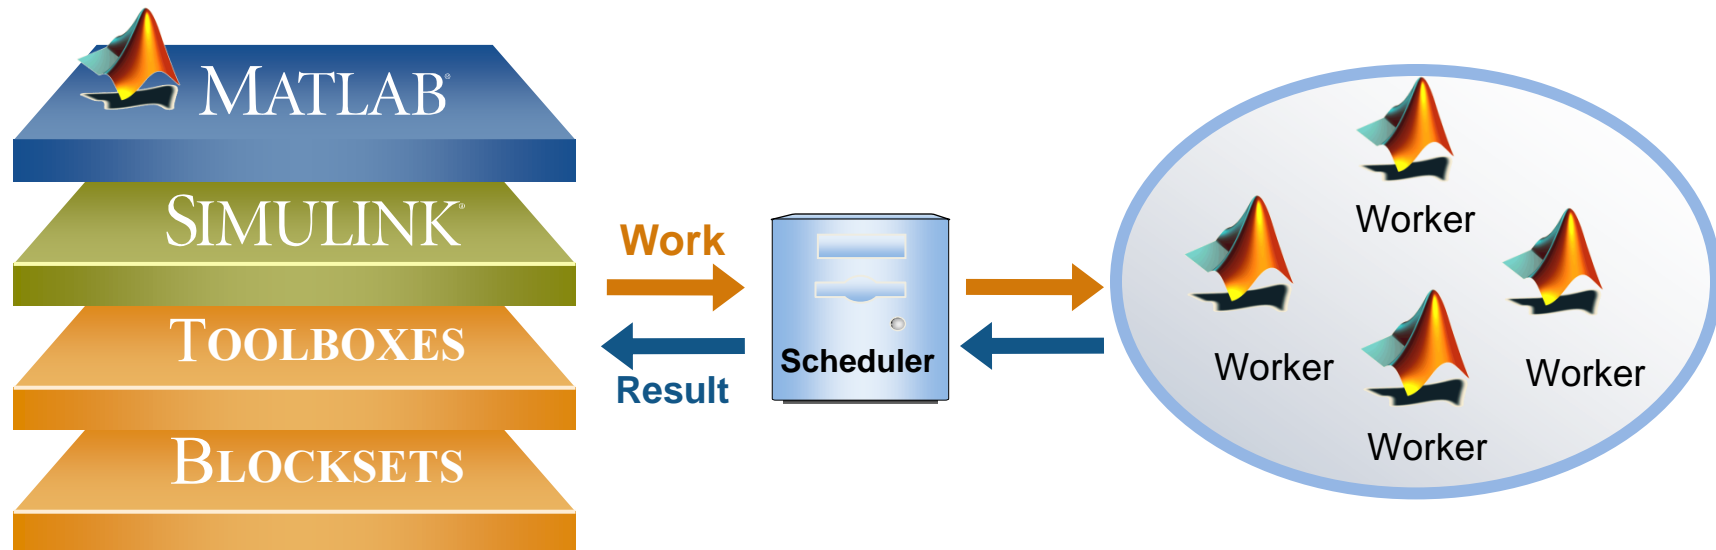 MATLAB®
SIMULINK®
TOOLBOXES
BLOCKSETS
Work
Result
Scheduler
Worker
Worker
Worker
Worker